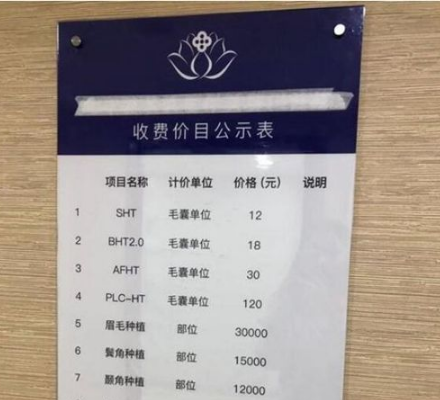 收费价目公示表
项目名称 计价单位 价格(元) 说明
1 SHT 毛囊单位 12
2 BHT2.0 毛囊单位 18
3 AFHT 毛囊单位 30
4 PLC-HT 毛囊单位 120
5 眉毛种植 部位 30000
6 鬓角种植 部位 15000
7 颞角种植 部位 12000